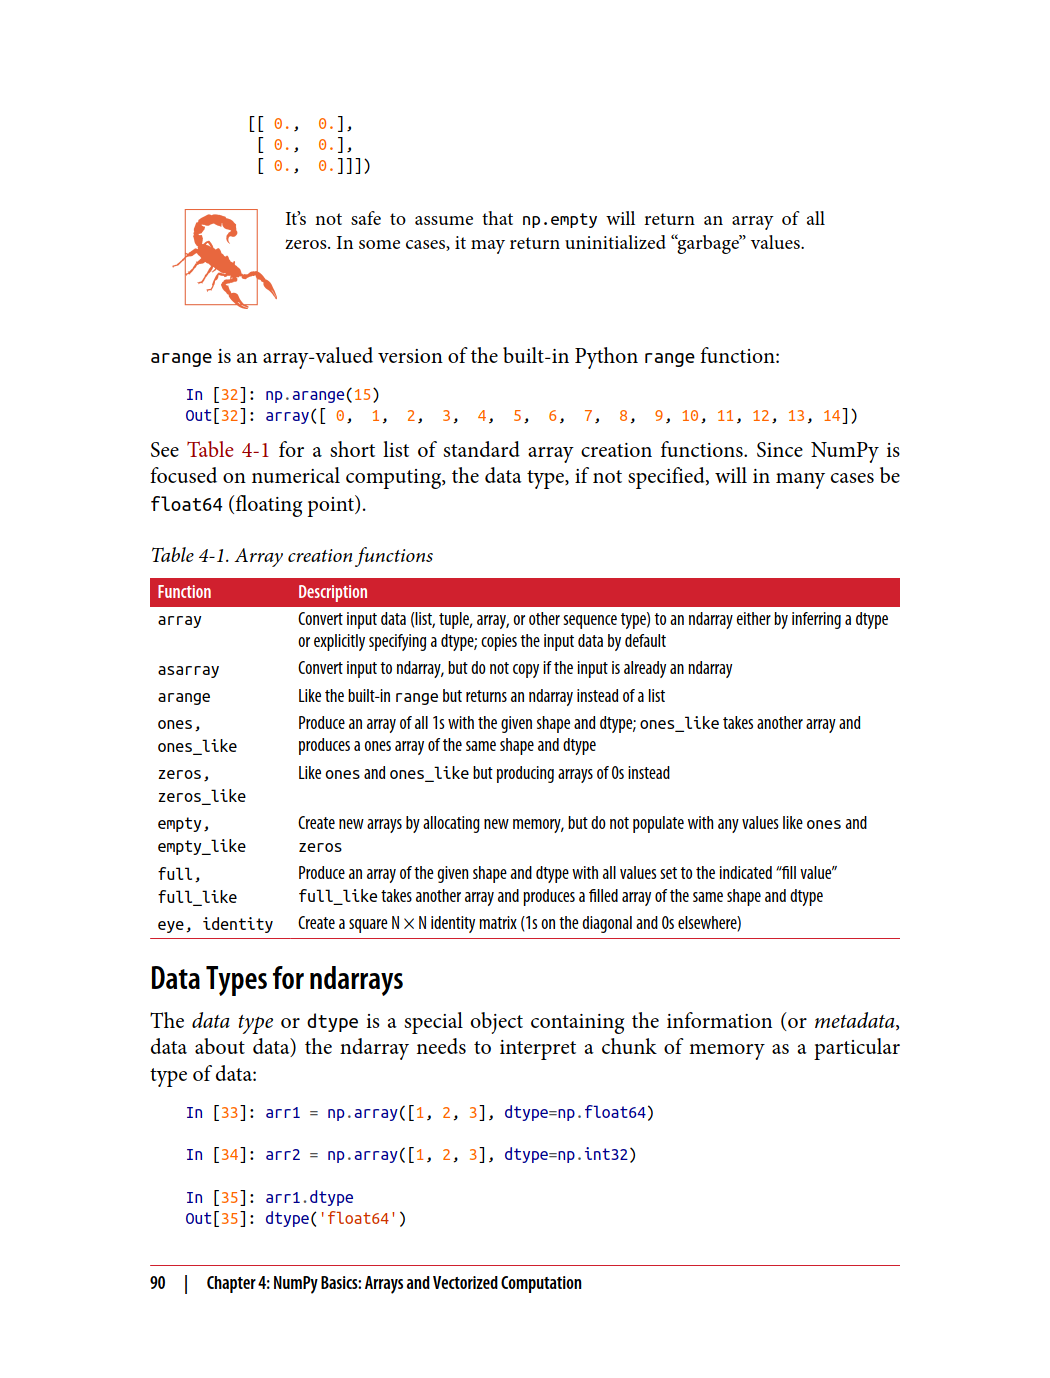 [[ 0.,  0.],
[ 0.,  0.],
[ 0.,  0.]]])
It’s not safe to assume that np.empty will return an array of all
zeros. In some cases, it may return uninitialized “garbage” values.
arange is an array-valued version of the built-in Python range function:
In [32]: np.arange(15)
Out[32]: array([ 0,  1,  2,  3,  4,  5,  6,  7,  8,  9, 10, 11, 12, 13, 14])
See Table 4-1 for a short list of standard array creation functions. Since NumPy is
focused on numerical computing, the data type, if not specified, will in many cases be
float64 (floating point).
Table 4-1. Array creation functions
Function Description
array Convert input data (list, tuple, array, or other sequence type) to an ndarray either by inferring a dtype
or explicitly specifying a dtype; copies the input data by default
asarray Convert input to ndarray, but do not copy if the input is already an ndarray
arange Like the built-in range but returns an ndarray instead of a list
ones, Produce an array of all 1s with the given shape and dtype; ones_like takes another array and
ones_like produces a ones array of the same shape and dtype
zeros, Like ones and ones_like but producing arrays of 0s instead
zeros_like
empty, Create new arrays by allocating new memory, but do not populate with any values like ones and
empty_like zeros
full, Produce an array of the given shape and dtype with all values set to the indicated “fill value”
full_like full_like takes another array and produces a filled array of the same shape and dtype
eye, identity Create a square N × N identity matrix (1s on the diagonal and 0s elsewhere)
Data Types for ndarrays
The data type or dtype is a special object containing the information (or metadata,
data about data) the ndarray needs to interpret a chunk of memory as a particular
type of data:
In [33]: arr1 = np.array([1, 2, 3], dtype=np.float64)
In [34]: arr2 = np.array([1, 2, 3], dtype=np.int32)
In [35]: arr1.dtype
Out[35]: dtype('float64')
90 | Chapter 4: NumPy Basics: Arrays and Vectorized Computation